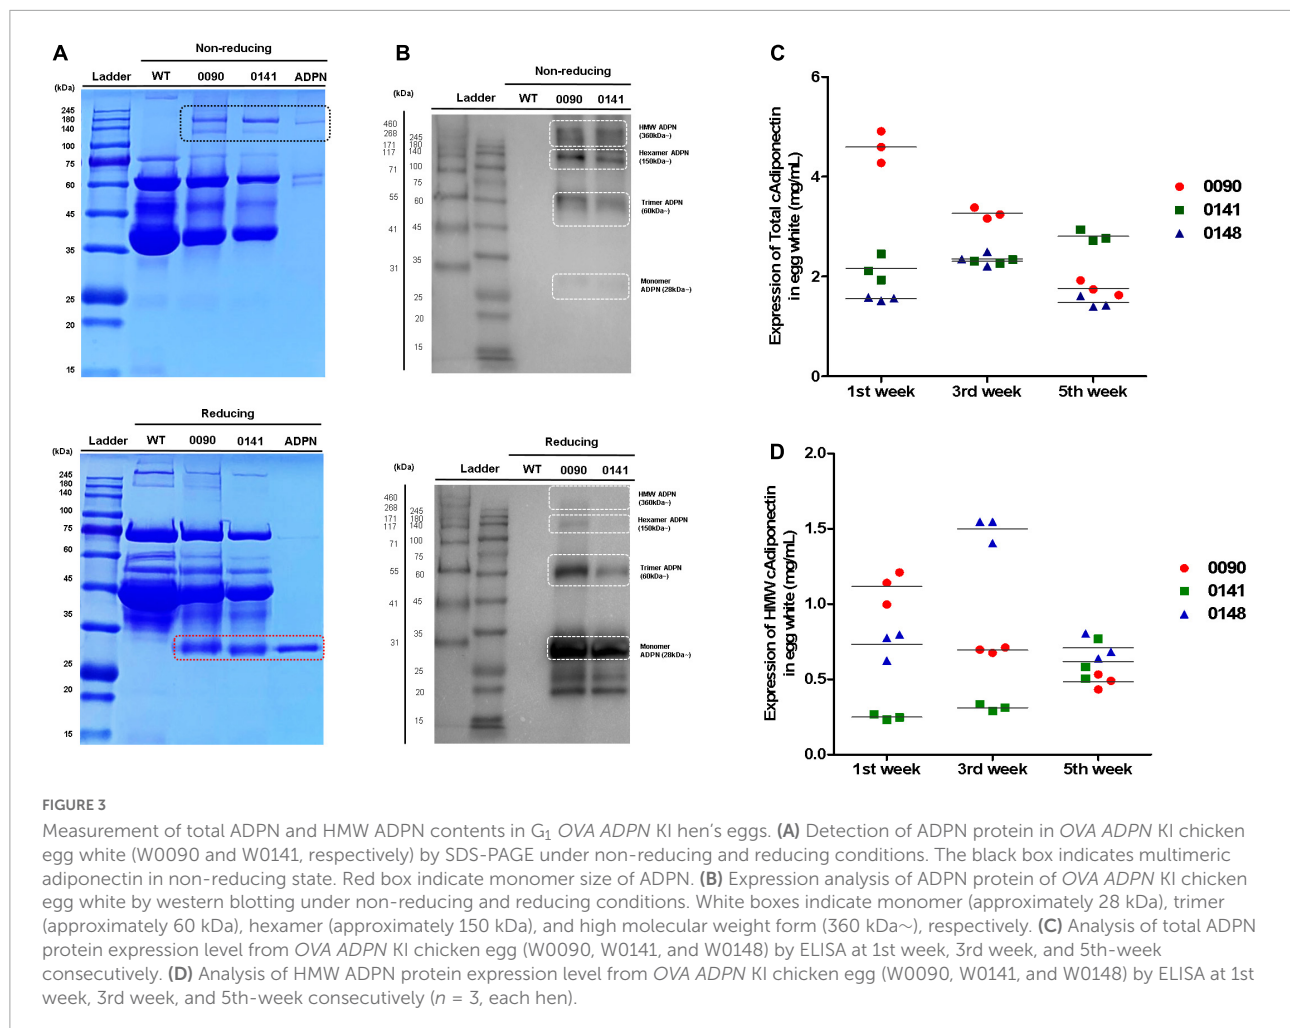 A
Non-reducing
Ladder WT 0090 0141 ADPN
(kDa)
245
180
140
100
75
60
45
35
25
20
15
Reducing
Ladder WT 0090 0141 ADPN
(kDa)
245
180
140
100
75
60
45
35
25
20
15
B
Non-reducing
Ladder WT 0090 0141
(kDa)
460
268
171
117
71
55
41
31
245
180
140
100
75
60
45
35
25
20
15
HMW ADPN
(360kDa~)
Hexamer ADPN
(150kDa~)
Trimer ADPN
(60kDa~)
Monomer
ADPN (28kDa~)
Reducing
Ladder WT 0090 0141
(kDa)
460
268
171
117
71
55
41
31
245
180
140
100
75
60
45
35
25
20
15
HMW ADPN
(360kDa~)
Hexamer ADPN
(150kDa~)
Trimer ADPN
(60kDa~)
Monomer
ADPN (28kDa~)
C
Expression of Total cAdiponectin
in egg white (mg/mL)
6
4
2
0
1st week 3rd week 5th week
0090
0141
0148
D
Expression of HMW cAdiponectin
in egg white (mg/mL)
2.0
1.5
1.0
0.5
0.0
1st week 3rd week 5th week
0090
0141
0148
FIGURE 3
Measurement of total ADPN and HMW ADPN contents in G1 OVA ADPN KI hen's eggs. (A) Detection of ADPN protein in OVA ADPN KI chicken
egg white (W0090 and W0141, respectively) by SDS-PAGE under non-reducing and reducing conditions. The black box indicates multimeric
adiponectin in non-reducing state. Red box indicate monomer size of ADPN. (B) Expression analysis of ADPN protein of OVA ADPN KI chicken
egg white by western blotting under non-reducing and reducing conditions. White boxes indicate monomer (approximately 28 kDa), trimer
(approximately 60 kDa), hexamer (approximately 150 kDa), and high molecular weight form (360 kDa~), respectively. (C) Analysis of total ADPN
protein expression level from OVA ADPN KI chicken egg (W0090, W0141, and W0148) by ELISA at 1st week, 3rd week, and 5th-week
consecutively. (D) Analysis of HMW ADPN protein expression level from OVA ADPN KI chicken egg (W0090, W0141, and W0148) by ELISA at 1st
week, 3rd week, and 5th-week consecutively (n = 3, each hen).